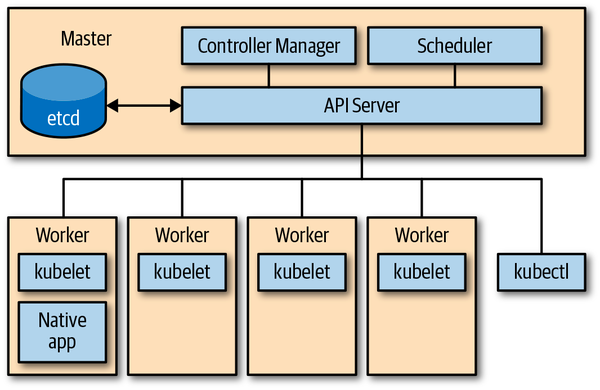 Master
Controller Manager
Scheduler
etcd
API Server
Worker
Worker
Worker
Worker
kubelet
kubelet
kubelet
kubelet
kubectl
Native
app